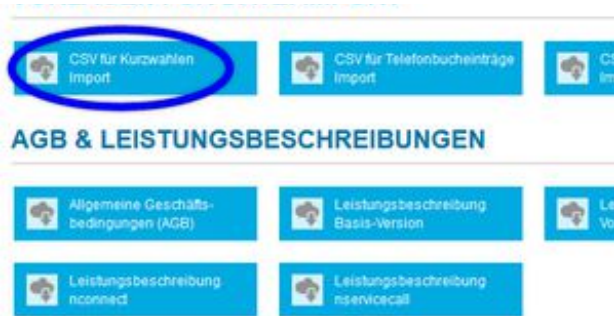 CSV für Kurzwahlen
Import
CSV für Telefonbucheinträge
Import
AGB & LEISTUNGSBESCHREIBUNGEN
Allgemeine Geschäfts-
bedingungen (AGB)
Leistungsbeschreibung
Basis-Version
Leistungsbeschreibung
nconnect
Leistungsbeschreibung
nservicecall